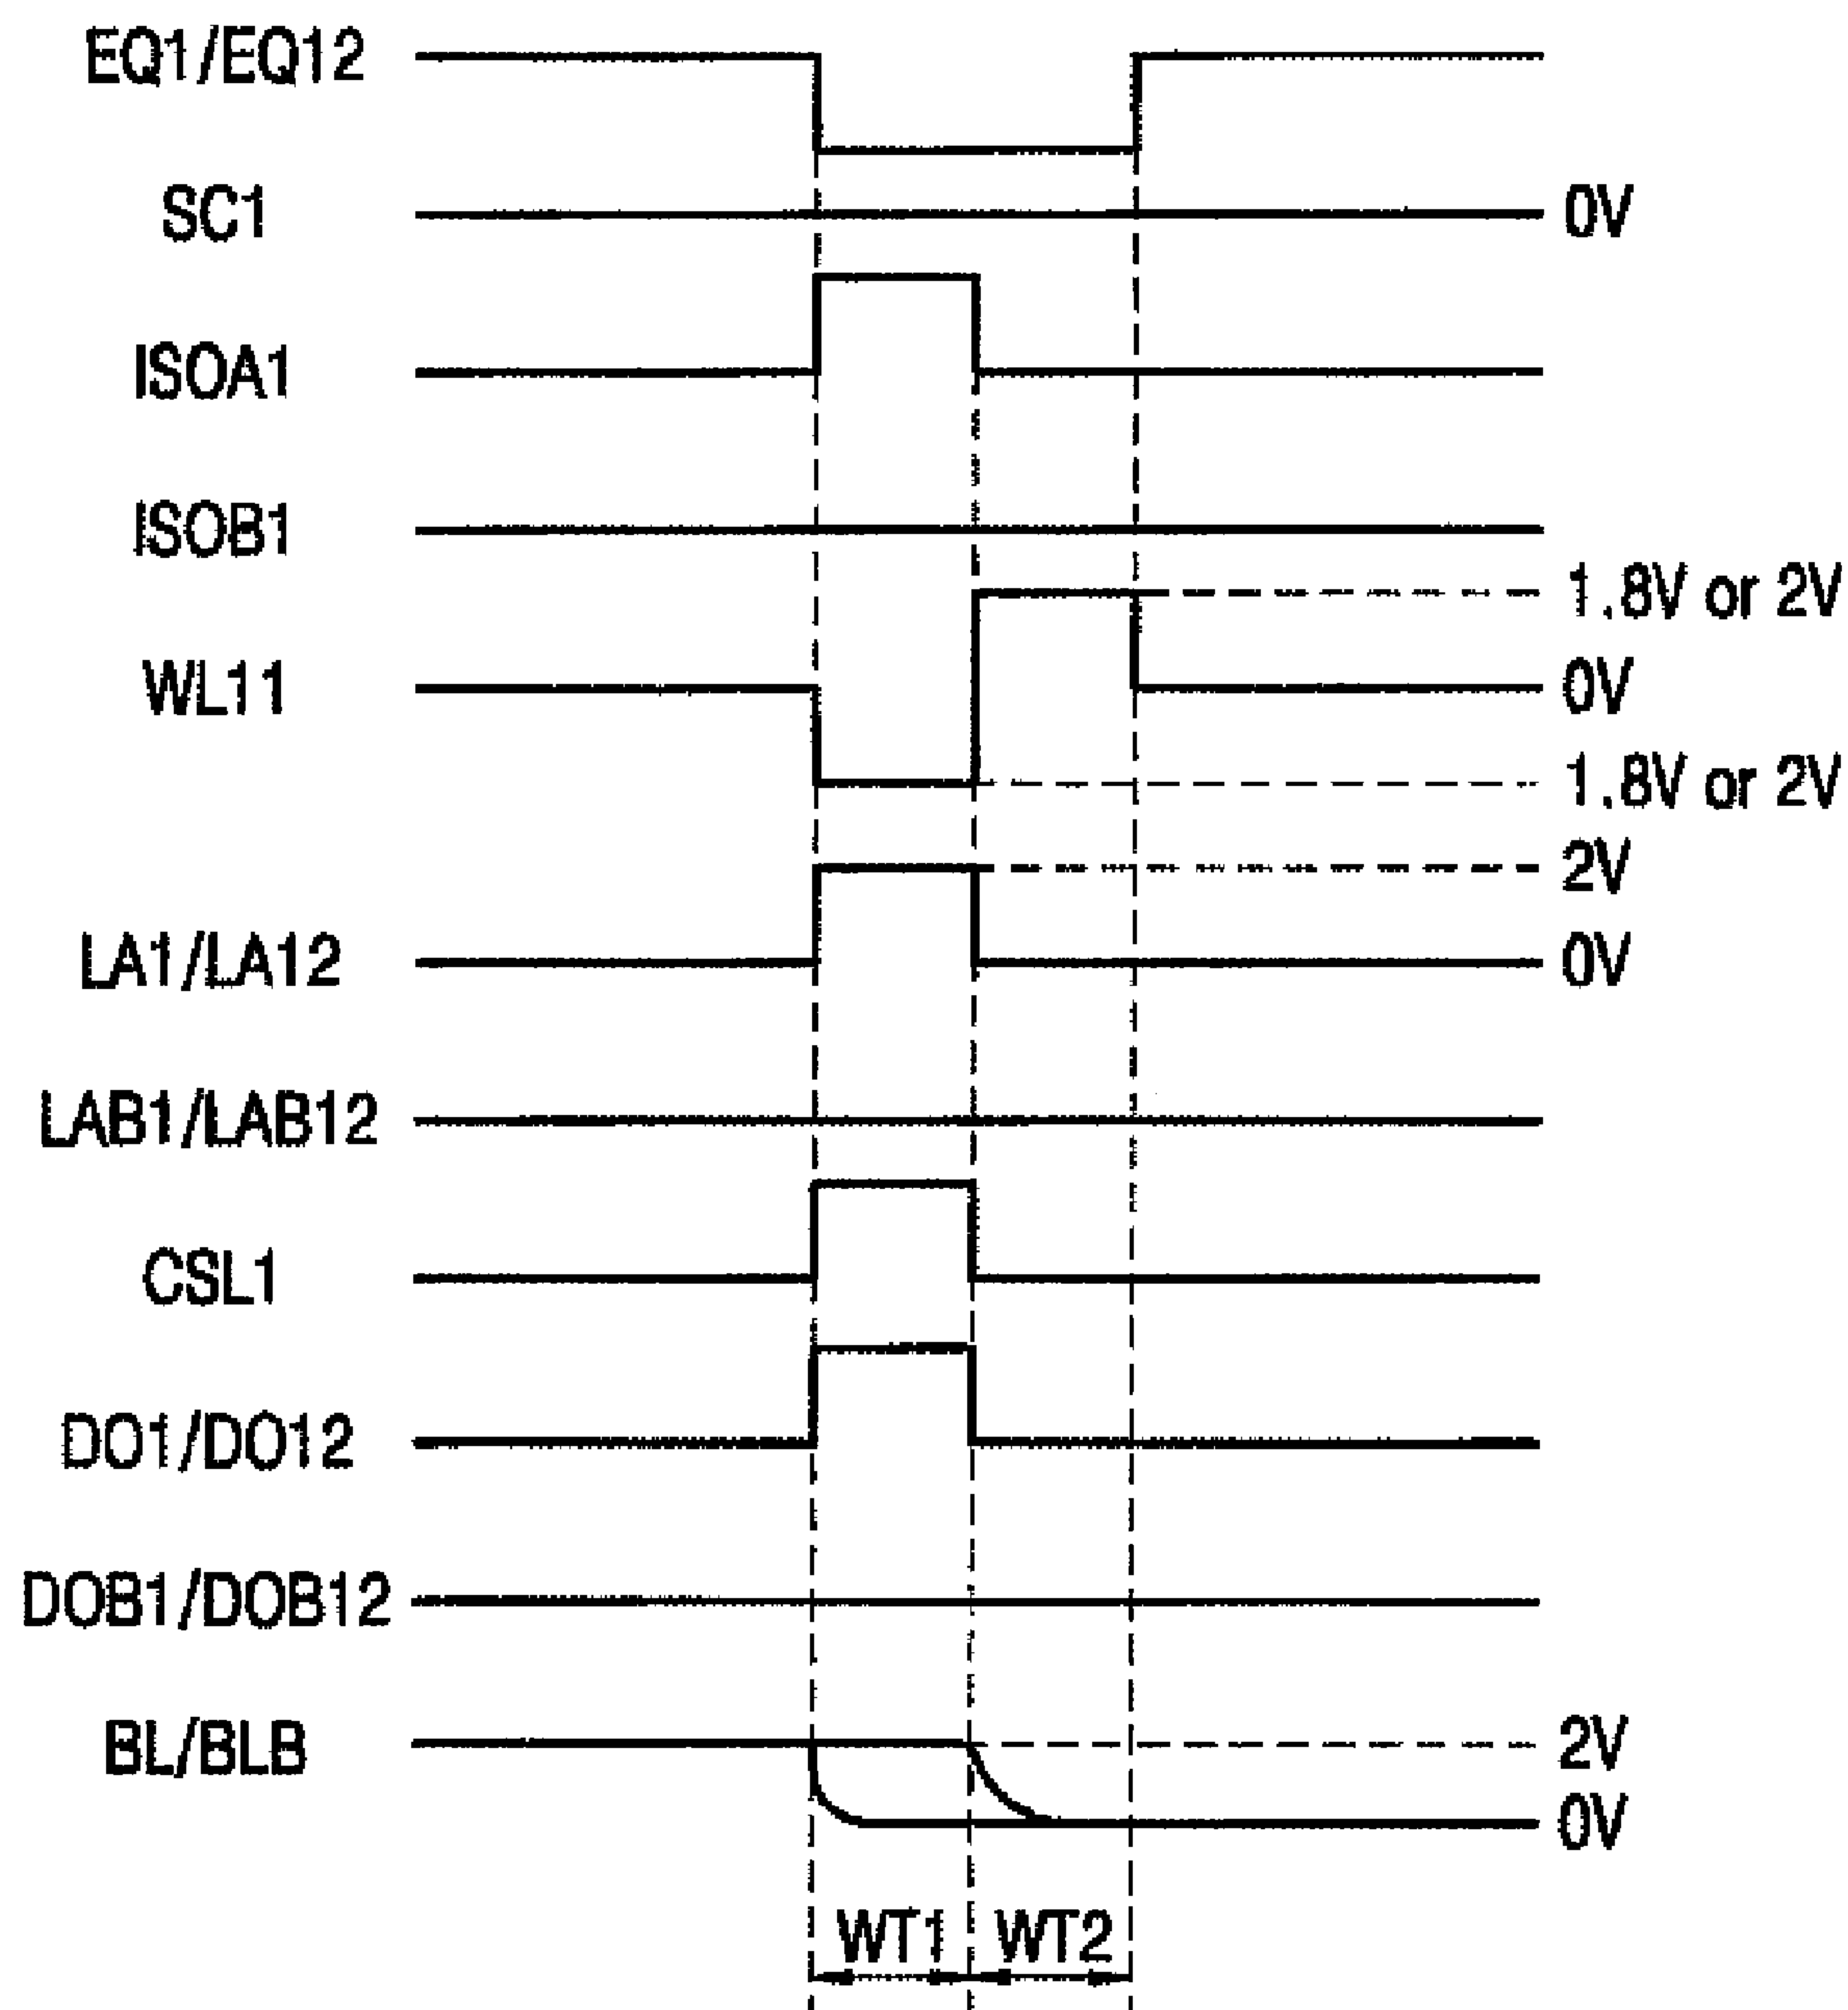 EQ1/EQ12
SC1 0V
ISOA1
ISOB1
1.8V or 2V
WL11 0V
1.8V or 2V
2V
LA1/LA12 0V
LAB1/LAB12
CSL1
DO1/DO12
DOB1/DOB12
BL/BLB 2V
0V
WT1 WT2